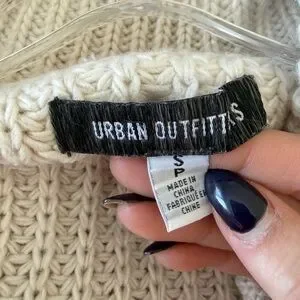 URBAN OUTFITTERS
S
P
MADE IN
CHINA
FABRIQUÉ EN
CHINE